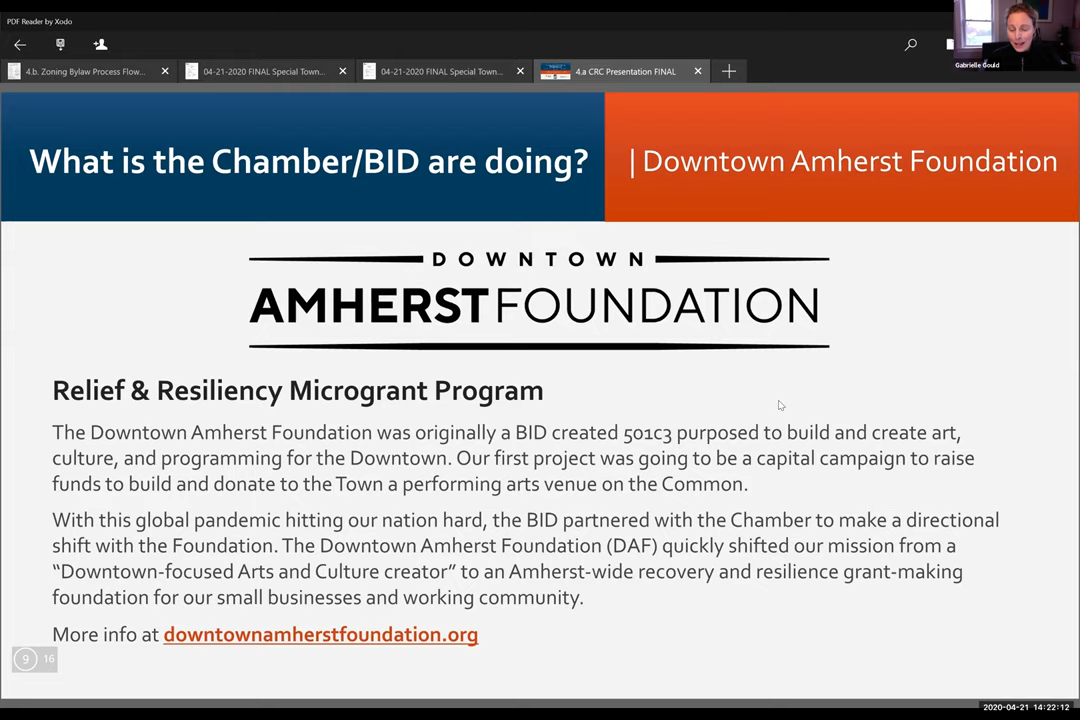 PDF Reader by Xodo
4.b. Zoning Bylaw Process Flow...
04-21-2020 FINAL Special Town...
04-21-2020 FINAL Special Town...
4.a CRC Presentation FINAL
Gabrielle Gould
What is the Chamber/BID are doing?
| Downtown Amherst Foundation
DOWNTOWN
AMHERSTFOUNDATION
Relief & Resiliency Microgrant Program
The Downtown Amherst Foundation was originally a BID created 501c3 purposed to build and create art,
culture, and programming for the Downtown. Our first project was going to be a capital campaign to raise
funds to build and donate to the Town a performing arts venue on the Common.
With this global pandemic hitting our nation hard, the BID partnered with the Chamber to make a directional
shift with the Foundation. The Downtown Amherst Foundation (DAF) quickly shifted our mission from a
“Downtown-focused Arts and Culture creator” to an Amherst-wide recovery and resilience grant-making
foundation for our small businesses and working community.
More info at downtownamherstfoundation.org
9 16
2020-04-21 14:22:12